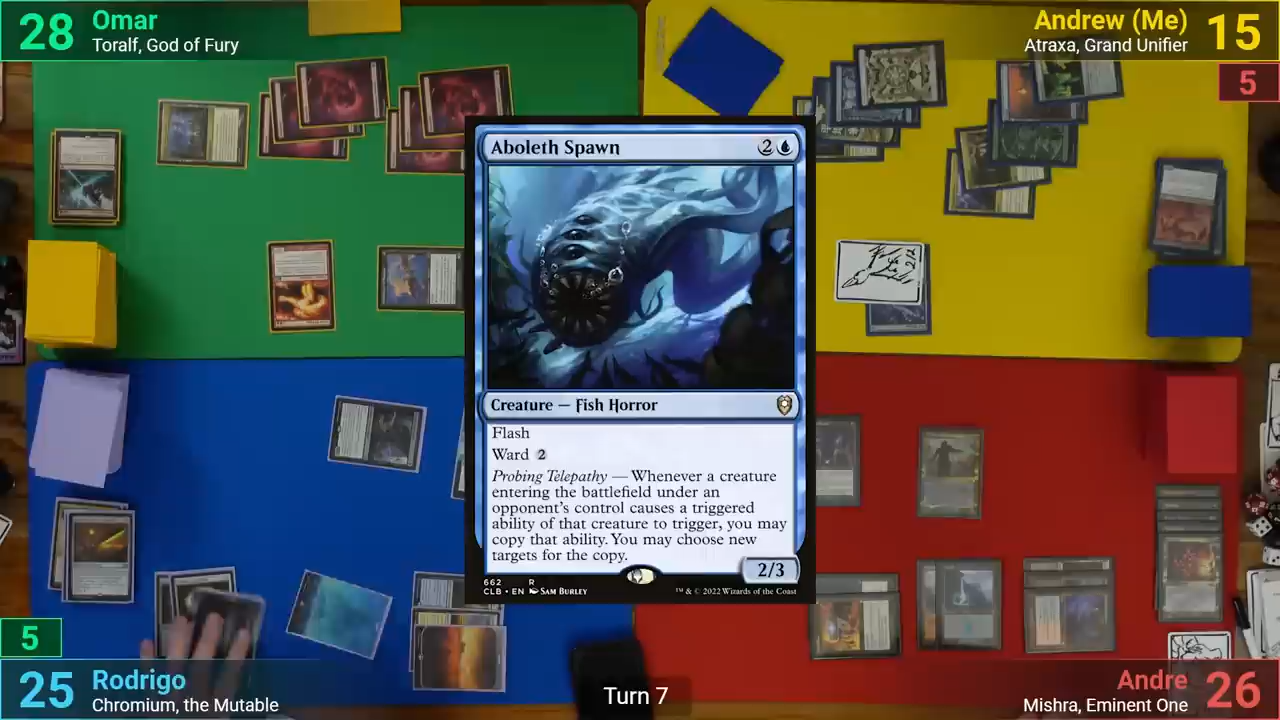 28
Omar
Toralf, God of Fury
Andrew (Me)
Atraxa, Grand Unifier
15
5
Aboleth Spawn
2
Creature — Fish Horror
Flash
Ward 2
Probing Telepathy — Whenever a creature
entering the battlefield under an
opponent's control causes a triggered
ability of that creature to trigger, you may
copy that ability. You may choose new
targets for the copy.
2/3
662 R
CLB • EN SAM BURLEY
™ & © 2022 Wizards of the Coast
5
25
Rodrigo
Chromium, the Mutable
Turn 7
Andre
Mishra, Eminent One
26